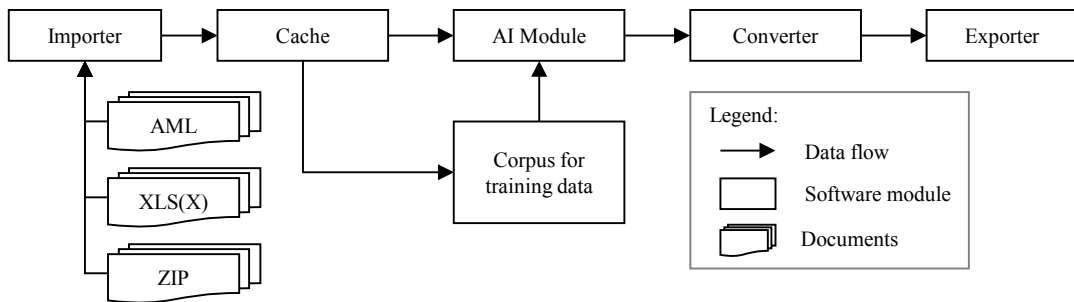 Importer
Cache
AI Module
Converter
Exporter
AML
XLS(X)
ZIP
Corpus for
training data
Legend:
Data flow
Software module
Documents